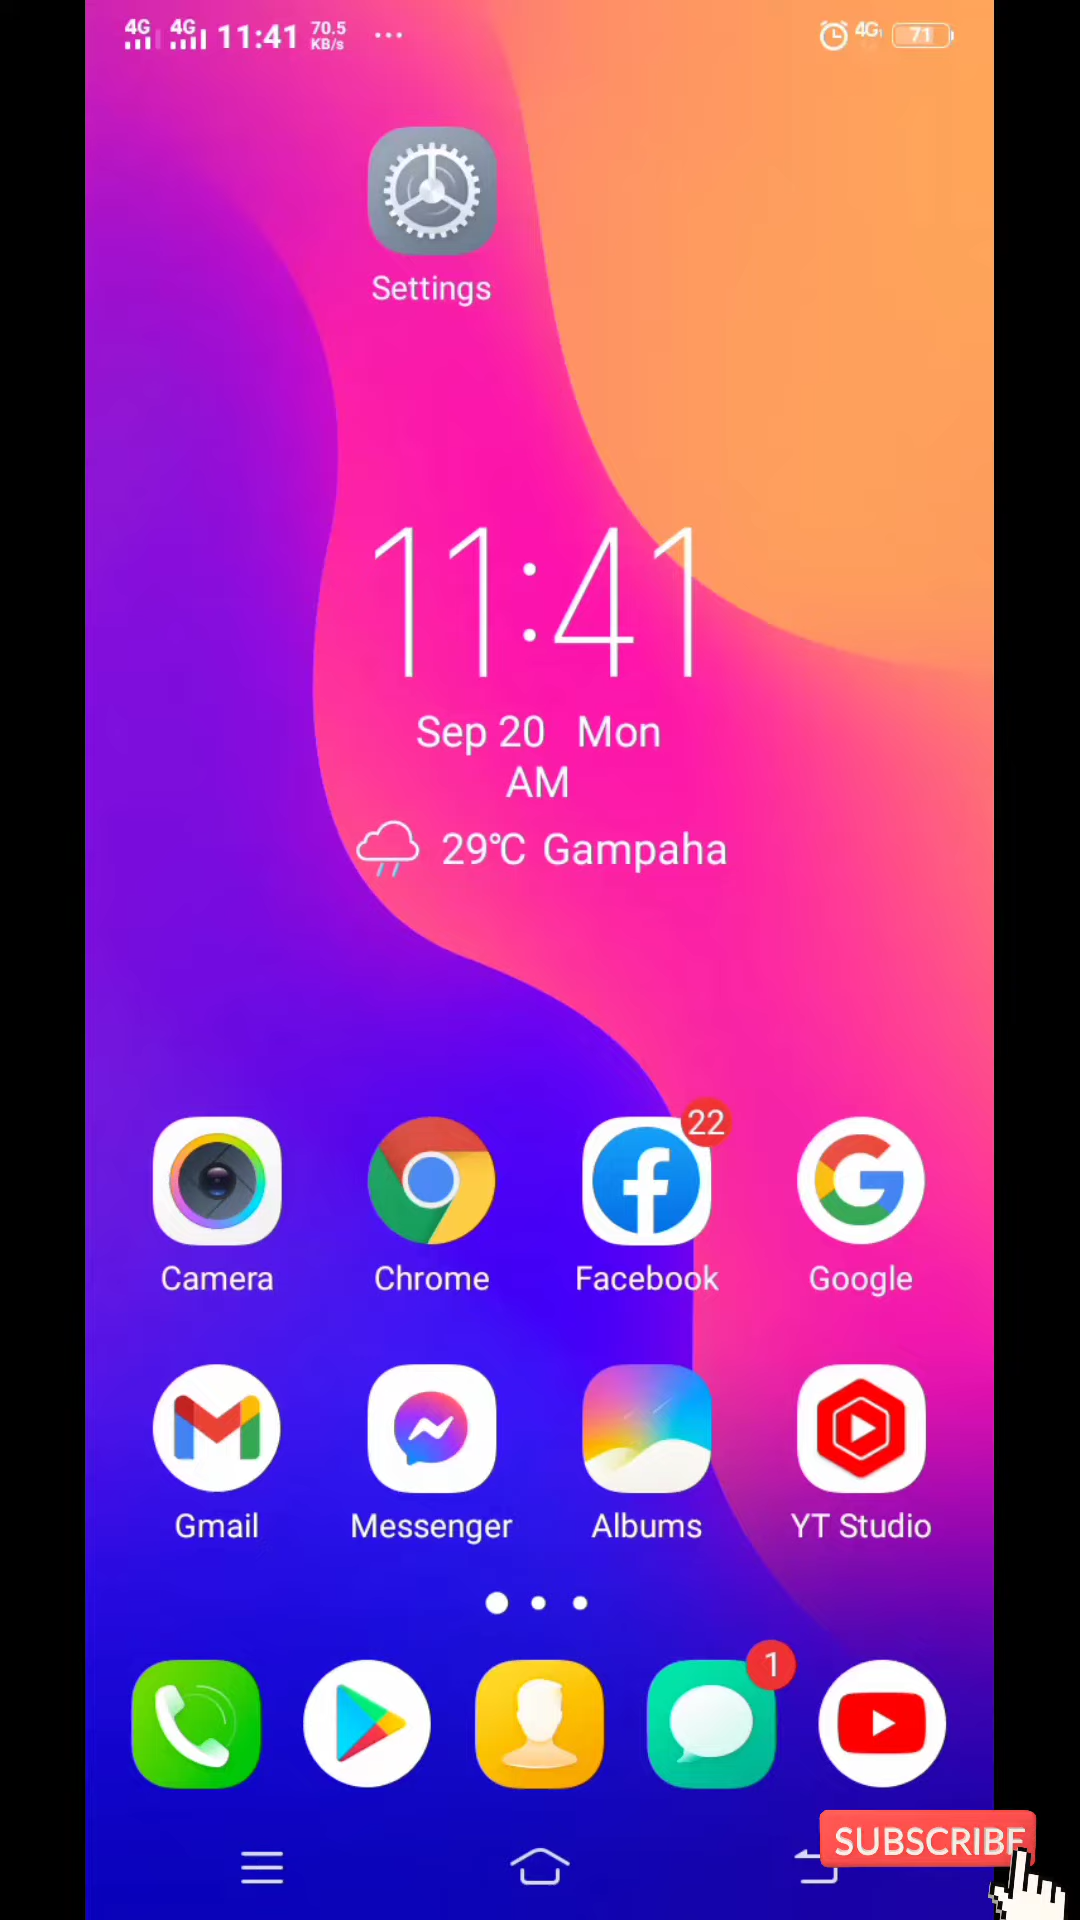 4G 4G 11:41 70.5 KB/s ... 4G 71
Settings
11:41
Sep 20 Mon
AM
29℃ Gampaha
22
Camera Chrome Facebook Google
Gmail Messenger Albums YT Studio
1
SUBSCRIBE